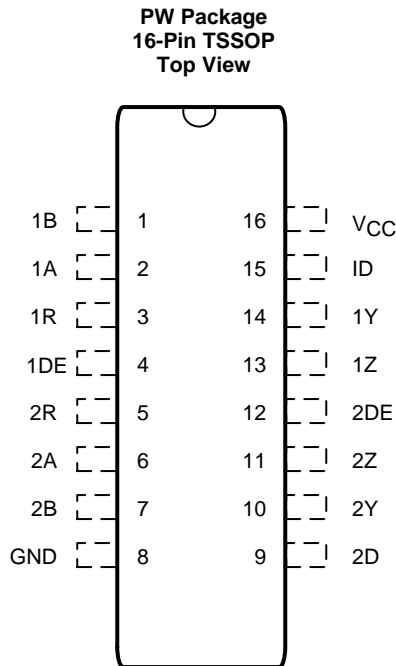 PW Package
16-Pin TSSOP
Top View
1B 1 16 VCC
1A 2 15 ID
1R 3 14 1Y
1DE 4 13 1Z
2R 5 12 2DE
2A 6 11 2Z
2B 7 10 2Y
GND 8 9 2D